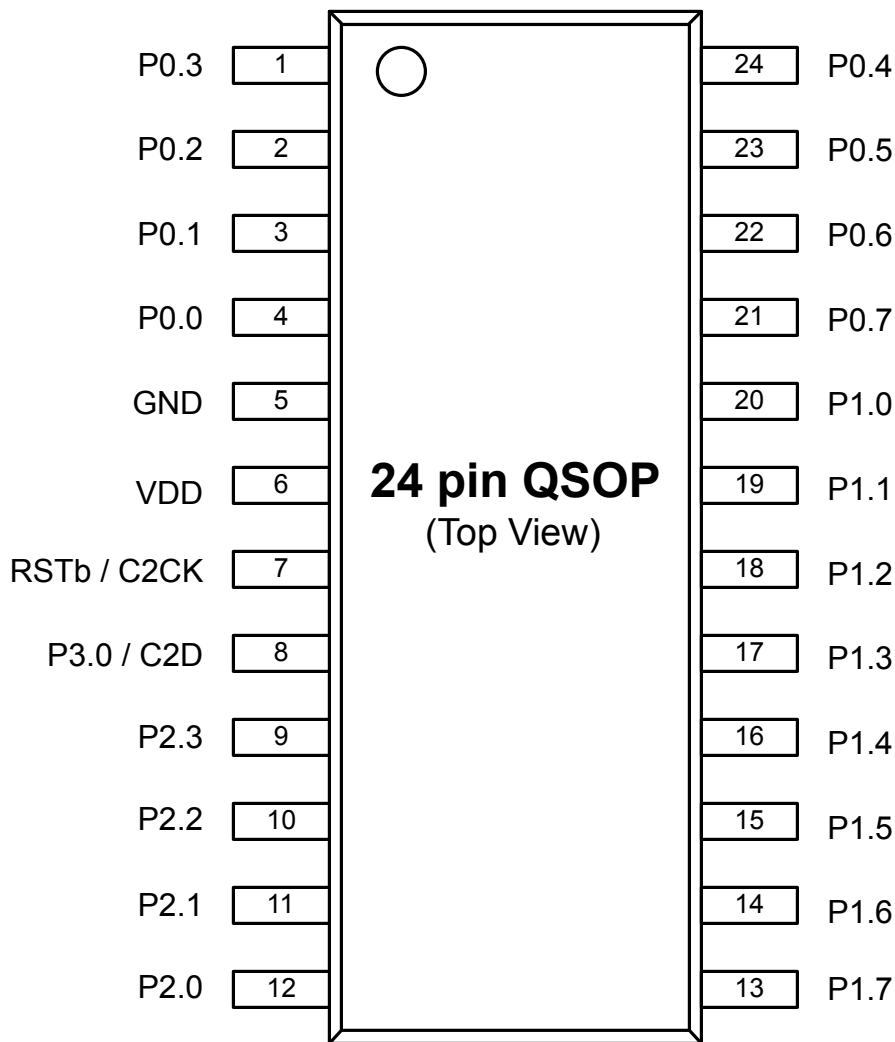 P0.3 1 24 P0.4
P0.2 2 23 P0.5
P0.1 3 22 P0.6
P0.0 4 21 P0.7
GND 5 20 P1.0
VDD 6 19 P1.1
24 pin QSOP
(Top View)
RSTb / C2CK 7 18 P1.2
P3.0 / C2D 8 17 P1.3
P2.3 9 16 P1.4
P2.2 10 15 P1.5
P2.1 11 14 P1.6
P2.0 12 13 P1.7